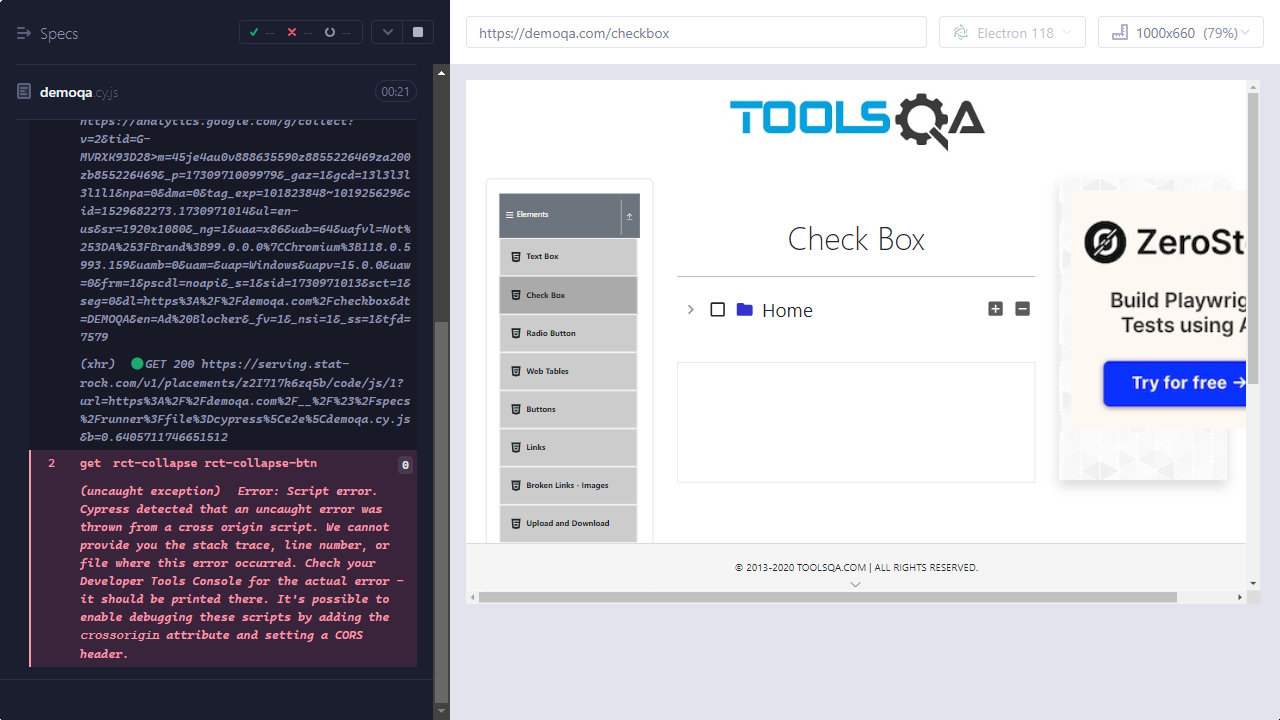 Specs
--
--
--
https://demoqa.com/checkbox
Electron 118
1000x660 (79%)
demoqa.cy.js
00:21
https://analytics.google.com/g/collect?
v=2&tid=G-
MVRXK93D28>m=45je4au0v888635590z8855226469za200
zb855226469&_p=1730971009979&_gaz=1&gcd=13l3l3l
3l1l1&npa=0&dma=0&tag_exp=101823848~101925629&c
id=1529682273.1730971014&ul=en-
us&sr=1920x1080&_ng=1&uaa=x86&uab=64&uafvl=Not%
253DA%253FBrand%3B99.0.0.0%7CChromium%3B118.0.5
993.159&uamb=0&uam=&uap=Windows&uapv=15.0.0&uaw
=0&frm=1&pscdl=noapi&_s=1&sid=1730971013&sct=1&
seg=0&dl=https%3A%2F%2Fdemoqa.com%2Fcheckbox&dt
=DEMOQA&en=Ad%20Blocker&_fv=1&_nsi=1&_ss=1&tfd=
7579
(xhr) GET 200 https://serving.stat-
rock.com/v1/placements/z2I717k6zq5b/code/js/1?
url=https%3A%2F%2Fdemoqa.com%2F__%2F%23%2Fspecs
%2Frunner%3Ffile%3Dcypress%5Ce2e%5Cdemoqa.cy.js
&b=0.6405711746651512
2 get rct-collapse rct-collapse-btn 0
(uncaught exception) Error: Script error.
Cypress detected that an uncaught error was
thrown from a cross origin script. We cannot
provide you the stack trace, line number, or
file where this error occurred. Check your
Developer Tools Console for the actual error -
it should be printed there. It's possible to
enable debugging these scripts by adding the
crossorigin attribute and setting a CORS
header.
TOOLSQA
Elements
Text Box
Check Box
Radio Button
Web Tables
Buttons
Links
Broken Links - Images
Upload and Download
Check Box
Home
ZeroSt
Build Playwrig
Tests using A
Try for free →
© 2013-2020 TOOLSQA.COM | ALL RIGHTS RESERVED.